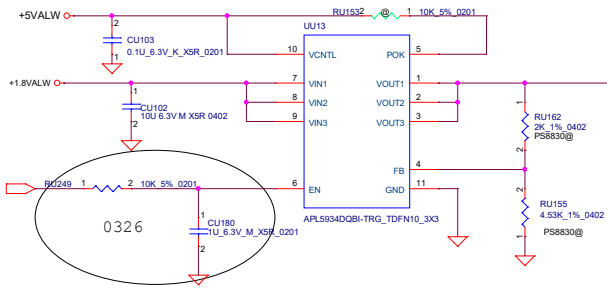 +5VALW
RU153 2 @ 1 10K_5%_0201
2
CU103
0.1U_6.3V_K_X5R_0201
1
UU13
10 VCNTL POK 5
+1.8VALW
7 VIN1 VOUT1 1
8 VIN2 VOUT2 2
9 VIN3 VOUT3 3
1
CU102
10U 6.3V M X5R 0402
2
1
RU162
2K_1%_0402
PS8830@
2
FB 4
RU249 1 2 10K_5%_0201
6 EN GND 11
1
RU155
4.53K_1%_0402
PS8830@
2
APL5934DQBI-TRG_TDFN10_3X3
0326
1
CU180
1U_6.3V_M_X5R_0201
2